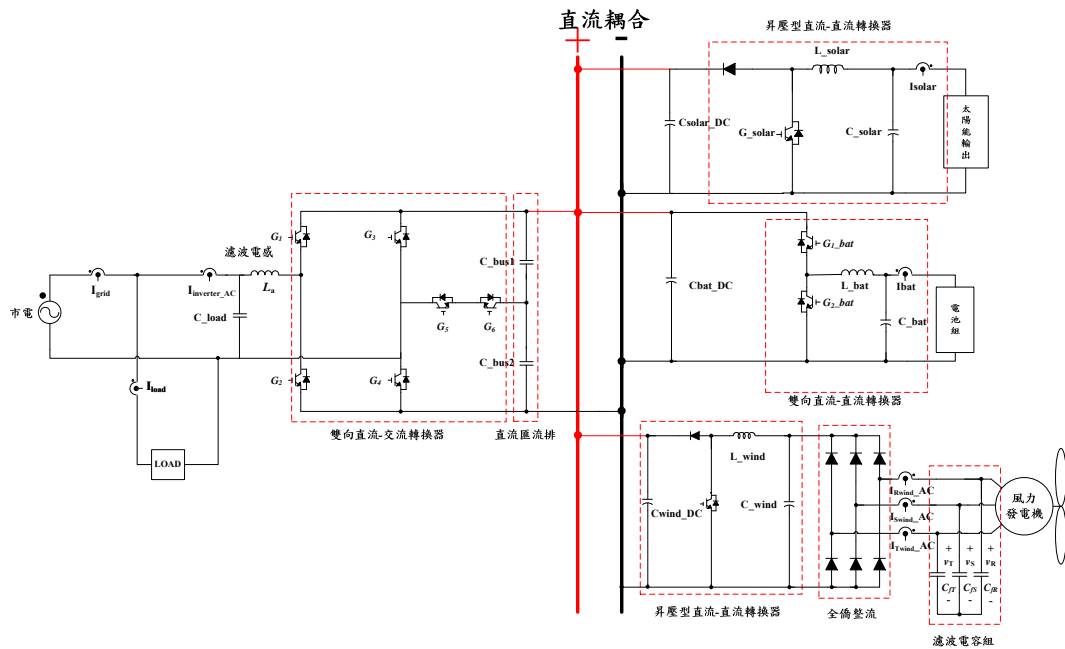 直流耦合
+
-
昇壓型直流-直流轉換器
L_solar
Isolar
Csolar_DC
G_solar
C_solar
太陽能輸出
G1_bat
L_bat
Ibat
G2_bat
Cbat_DC
C_bat
電池組
雙向直流-直流轉換器
濾波電感
G1
G3
C_bus1
市電
Igrid
Iinverter_AC
La
C_load
G5
G6
C_bus2
G2
G4
Iload
LOAD
雙向直流-交流轉換器
直流匯流排
L_wind
Cwind_DC
C_wind
昇壓型直流-直流轉換器
全僑整流
IRwind_AC
ISwind_AC
ITwind_AC
風力
發電機
+ + +
vT vS vR
CfT CfS CfR
- - -
濾波電容組